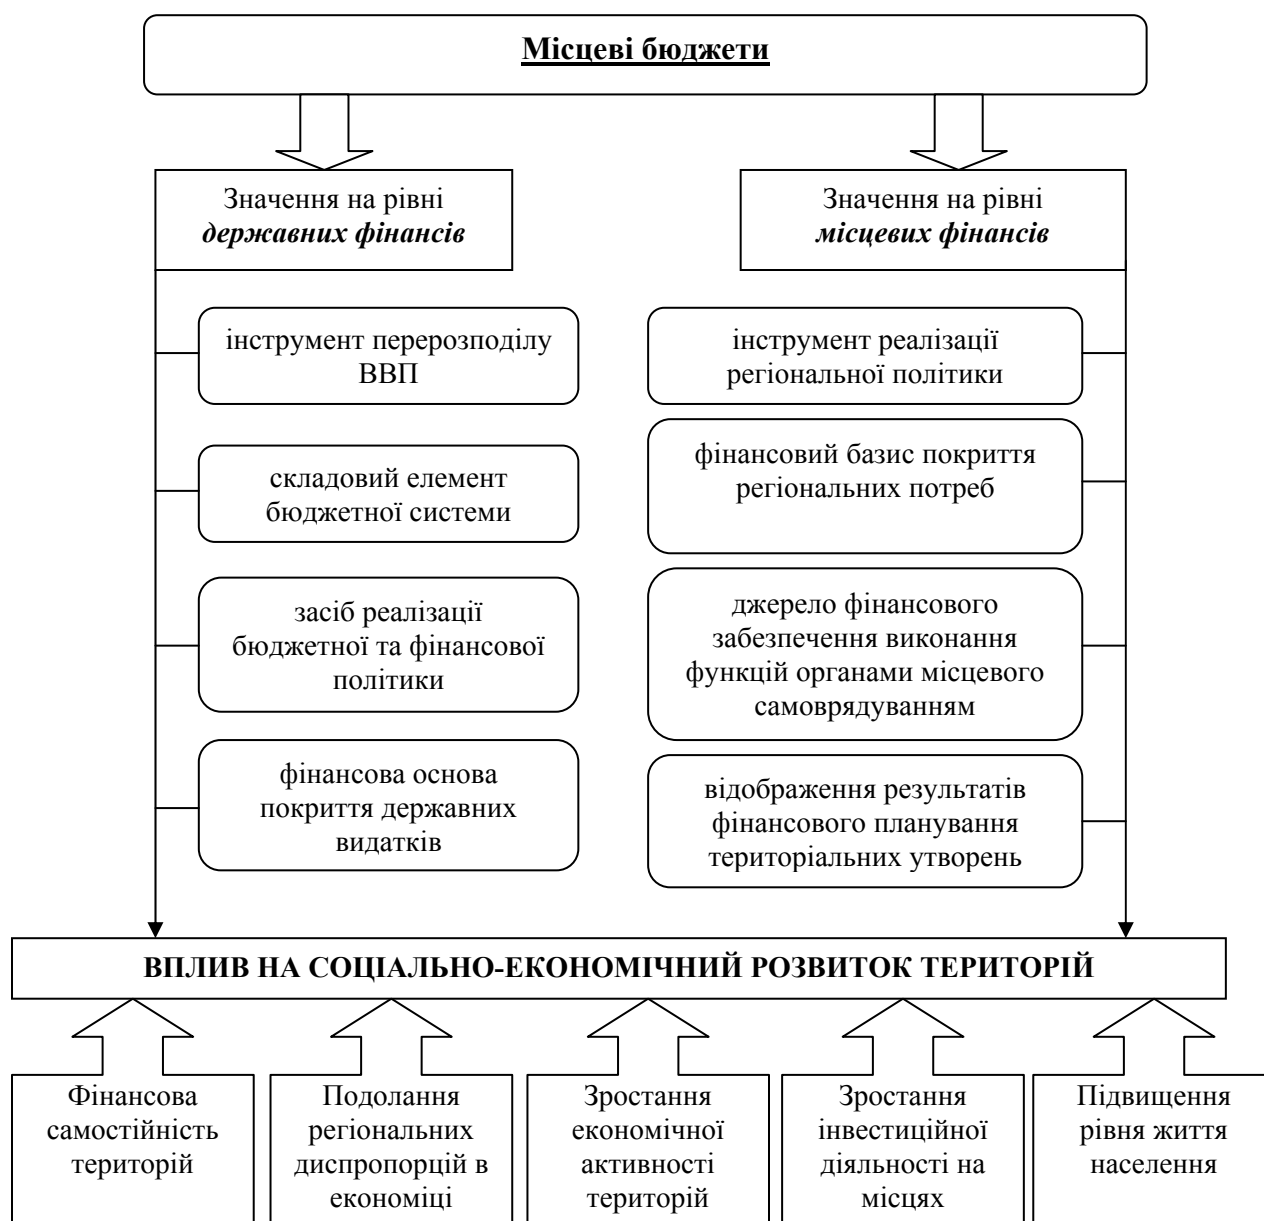 Місцеві бюджети
Значення на рівні
державних фінансів
інструмент перерозподілу
ВВП
складовий елемент
бюджетної системи
засіб реалізації
бюджетної та фінансової
політики
фінансова основа
покриття державних
видатків
Значення на рівні
місцевих фінансів
інструмент реалізації
регіональної політики
фінансовий базис покриття
регіональних потреб
джерело фінансового
забезпечення виконання
функцій органами місцевого
самоврядуванням
відображення результатів
фінансового планування
територіальних утворень
ВПЛИВ НА СОЦІАЛЬНО-ЕКОНОМІЧНИЙ РОЗВИТОК ТЕРИТОРІЙ
Фінансова
самостійність
територій
Подолання
регіональних
диспропорцій в
економіці
Зростання
економічної
активності
територій
Зростання
інвестиційної
діяльності на
місцях
Підвищення
рівня життя
населення